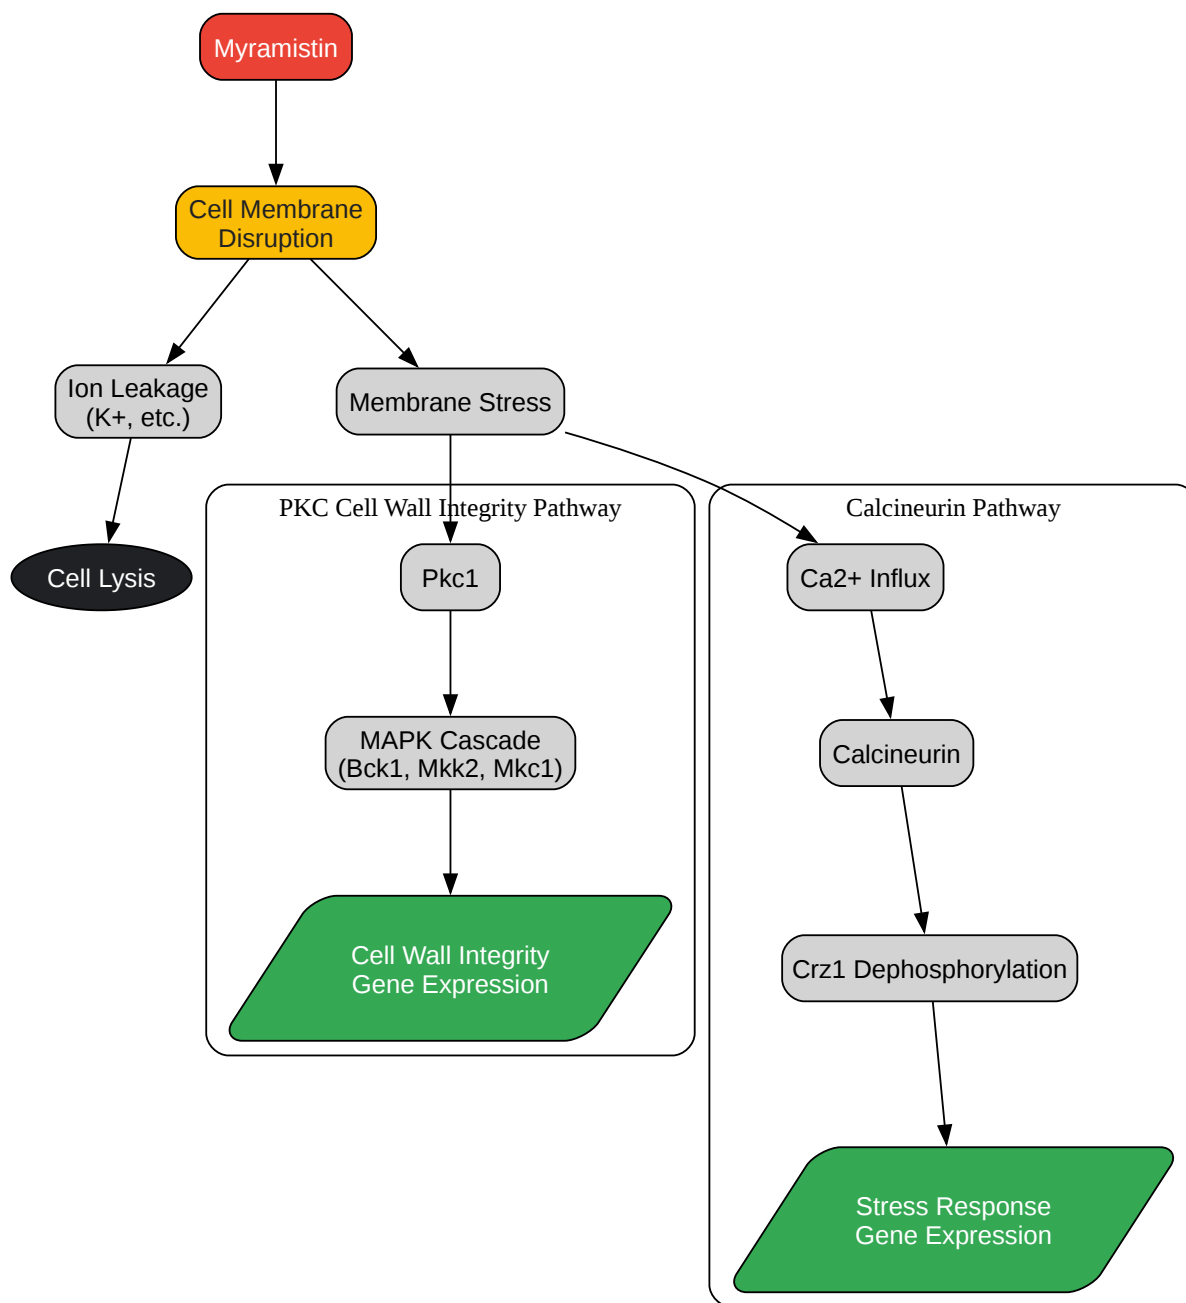 Myramistin
Cell Membrane
Disruption
Ion Leakage
(K+, etc.)
Membrane Stress
PKC Cell Wall Integrity Pathway
Calcineurin Pathway
Cell Lysis
Pkc1
Ca2+ Influx
MAPK Cascade
(Bck1, Mkk2, Mkc1)
Calcineurin
Cell Wall Integrity
Gene Expression
Crz1 Dephosphorylation
Stress Response
Gene Expression